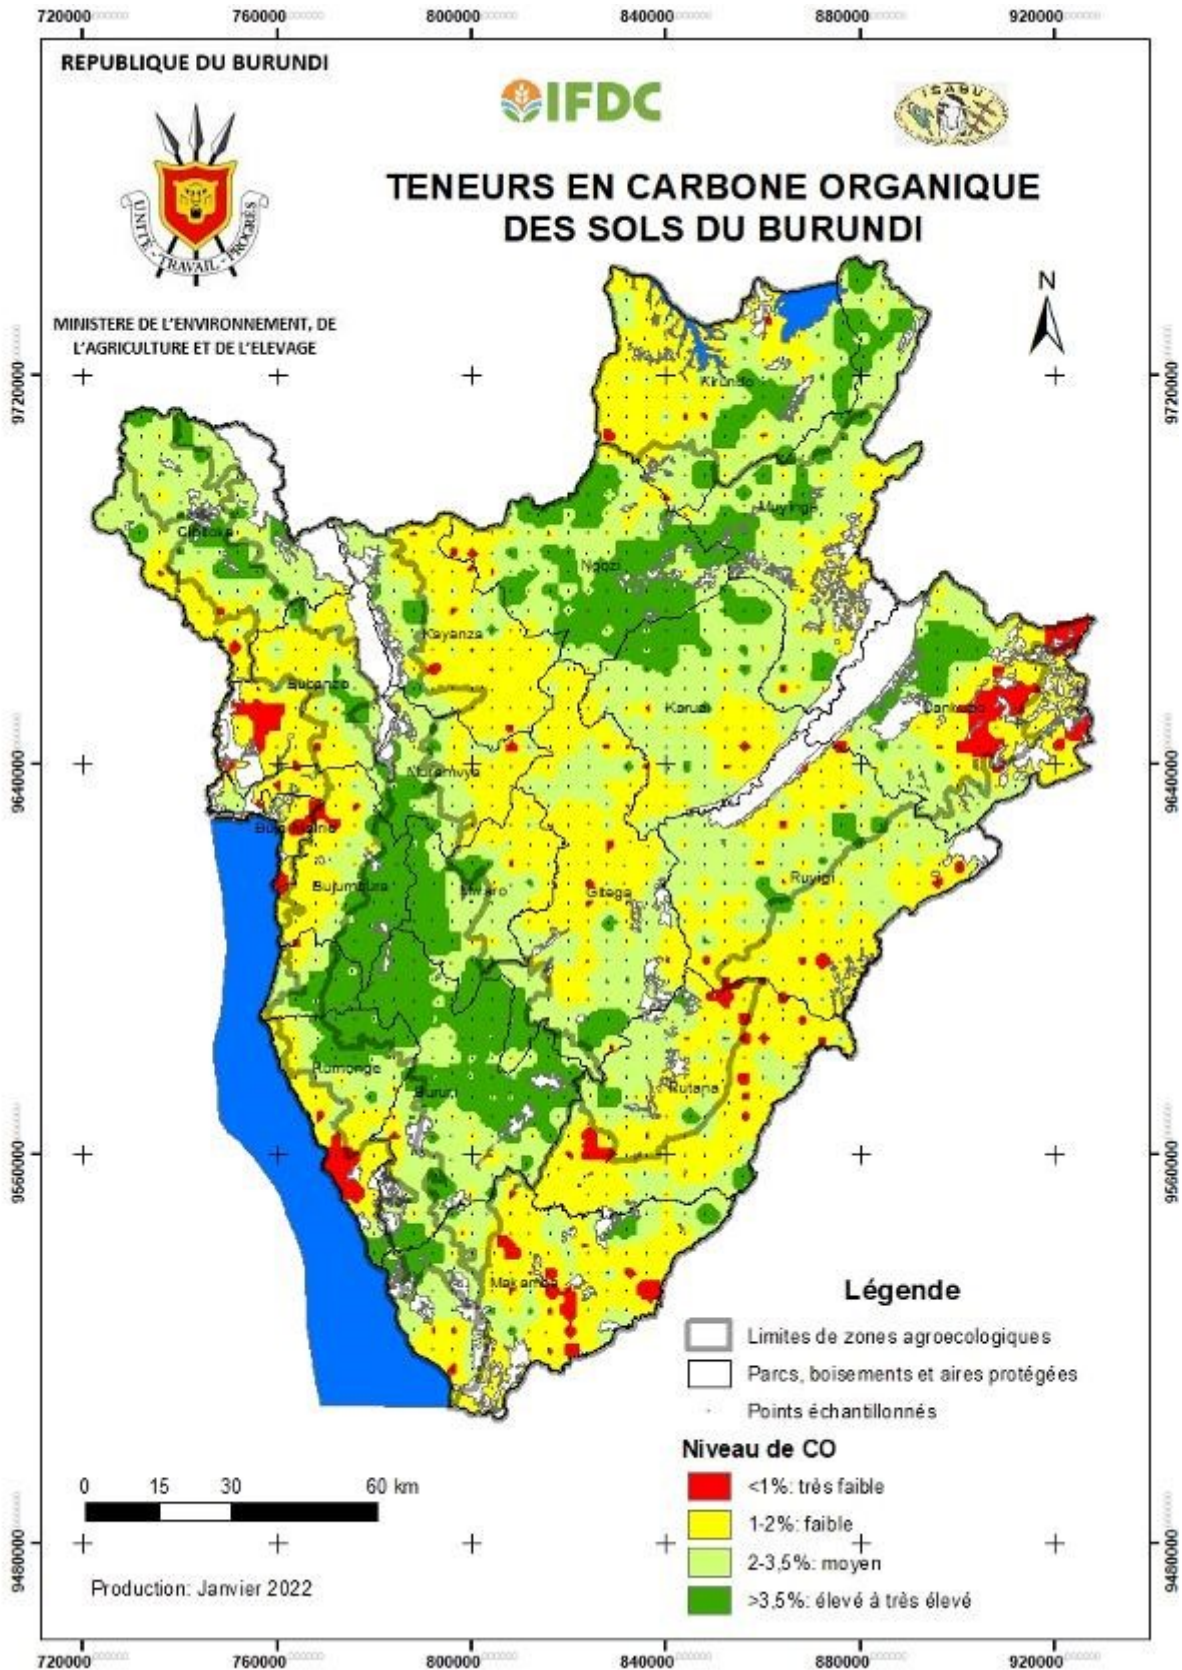 720000 760000 800000 840000 880000 920000
REPUBLIQUE DU BURUNDI
UNITÉ - TRAVAIL - PROGRÈS
MINISTERE DE L'ENVIRONNEMENT, DE
L'AGRICULTURE ET DE L'ELEVAGE
IFDC
ISABU
TENEURS EN CARBONE ORGANIQUE
DES SOLS DU BURUNDI
N
9720000 9720000
Kirundo
Muyinga
Cibitoke
Ngozi
Kayanza
Bubanza
Karuzi
Cankuzo
Muramvya
9640000 9640000
Bujumbura
Mwaro
Gitega
Ruyigi
Rumonge
Bururi
Rutana
9560000 9560000
Makamba
Légende
Limites de zones agroecologiques
Parcs, boisements et aires protégées
Points échantillonnés
Niveau de CO
<1%: très faible
1-2%: faible
2-3,5%: moyen
>3,5%: élevé à très élevé
0 15 30 60 km
9480000 9480000
Production: Janvier 2022
720000 760000 800000 840000 880000 920000